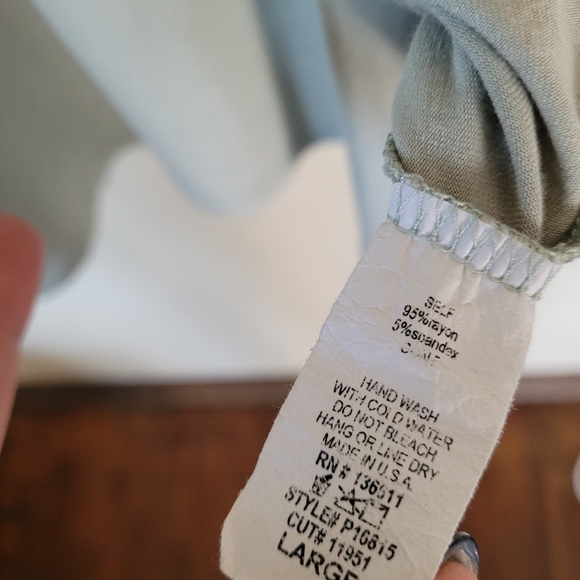 SELF
95%rayon
5%spandex
HAND WASH
WITH COLD WATER
DO NOT BLEACH
HANG OR LINE DRY
MADE IN U.S.A.
RN # 136511
STYLE# P16815
CUT# 11951
LARGE